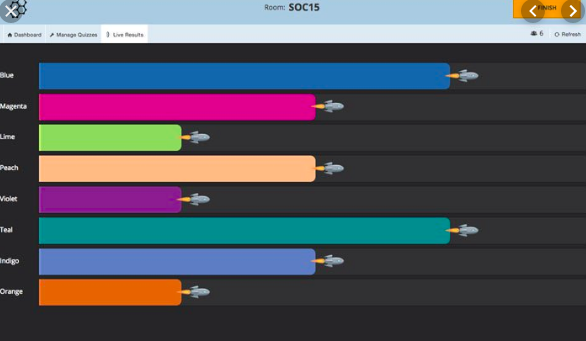 Room: SOC15
FINISH
Dashboard
Manage Quizzes
Live Results
6
Refresh
Blue
Magenta
Lime
Peach
Violet
Teal
Indigo
Orange